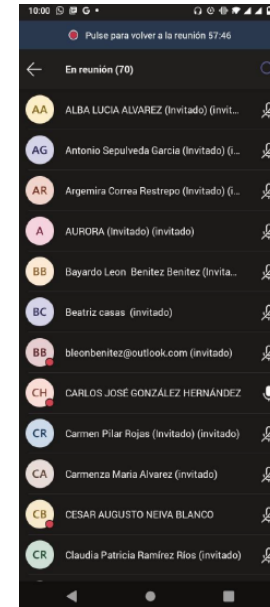 10:00
Pulse para volver a la reunión 57:46
En reunión (70)
AA ALBA LUCIA ALVAREZ (Invitado) (invit...
AG Antonio Sepulveda Garcia (Invitado) (i...
AR Argemira Correa Restrepo (Invitado) (i...
A AURORA (Invitado) (invitado)
BB Bayardo Leon Benitez Benitez (Invita...
BC Beatriz casas (invitado)
BB bleonbenitez@outlook.com (invitado)
CH CARLOS JOSÉ GONZÁLEZ HERNÁNDEZ
CR Carmen Pilar Rojas (Invitado) (invitado)
CA Carmenza Maria Alvarez (invitado)
CB CESAR AUGUSTO NEIVA BLANCO
CR Claudia Patricia Ramírez Ríos (invitado)